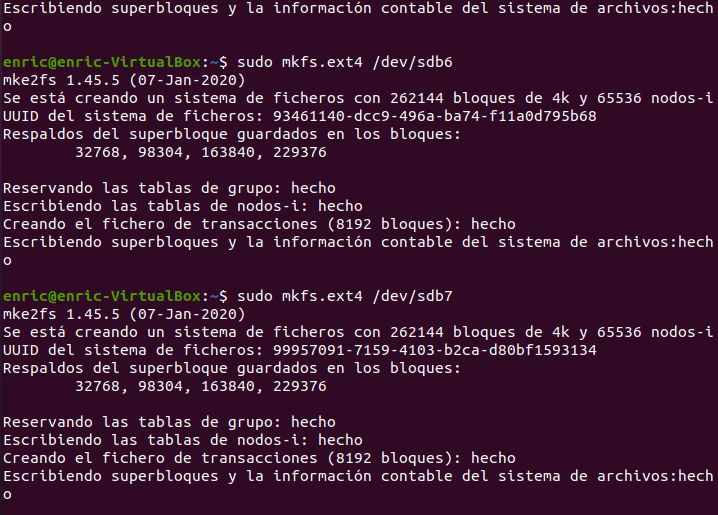 Escribiendo superbloques y la información contable del sistema de archivos:hech
o
enric@enric-VirtualBox:~$ sudo mkfs.ext4 /dev/sdb6
mke2fs 1.45.5 (07-Jan-2020)
Se está creando un sistema de ficheros con 262144 bloques de 4k y 65536 nodos-i
UUID del sistema de ficheros: 93461140-dcc9-496a-ba74-f11a0d795b68
Respaldos del superbloque guardados en los bloques:
32768, 98304, 163840, 229376
Reservando las tablas de grupo: hecho
Escribiendo las tablas de nodos-i: hecho
Creando el fichero de transacciones (8192 bloques): hecho
Escribiendo superbloques y la información contable del sistema de archivos:hech
o
enric@enric-VirtualBox:~$ sudo mkfs.ext4 /dev/sdb7
mke2fs 1.45.5 (07-Jan-2020)
Se está creando un sistema de ficheros con 262144 bloques de 4k y 65536 nodos-i
UUID del sistema de ficheros: 99957091-7159-4103-b2ca-d80bf1593134
Respaldos del superbloque guardados en los bloques:
32768, 98304, 163840, 229376
Reservando las tablas de grupo: hecho
Escribiendo las tablas de nodos-i: hecho
Creando el fichero de transacciones (8192 bloques): hecho
Escribiendo superbloques y la información contable del sistema de archivos:hech
o